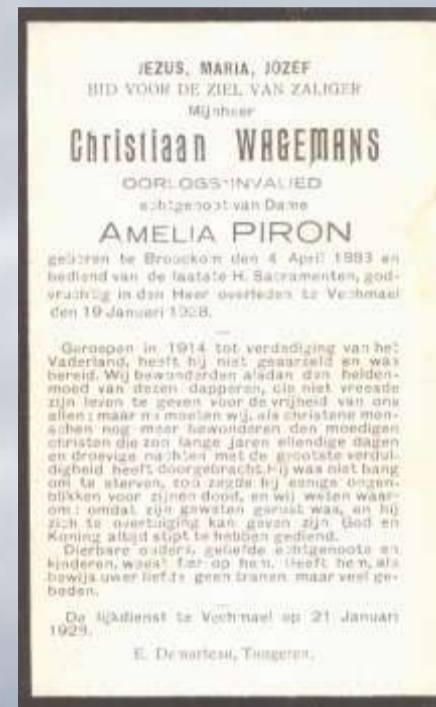 JEZUS, MARIA, JOZEF
BID VOOR DE ZIEL VAN ZALIGER
Mijnheer
Christiaan WAGEMANS
OORLOGS-INVALIED
echtgenoot van Dame
AMELIA PIRON
geboren te Brouckom den 4 April 1893 en
bediend van de laatste H. Sacramenten, god-
vruchtig in den Heer overleden te Vechmael
den 19 Januari 1928.
Geroepen in 1914 tot verdediging van het
Vaderland, heeft hij niet geaarzeld en was
bereid. Wij bewonderden alsdan den helden-
moed van dezen dapperen, die niet vreesde
zijn leven te geven voor de vrijheid van ons
allen; maar nu moeten wij, als christene men-
schen nog meer bewonderen den moedigen
christen die zoo lange jaren ellendige dagen
en droevige nachten met de grootste verdul-
digheid heeft doorgebracht. Hij was niet bang
om te sterven, zoo zegde hij eenige oogen-
blikken voor zijnen dood, en wij weten waar-
om: omdat zijn geweten gerust was, en hij
zich te overtuiging kan geven zijn God en
Koning altijd stipt te hebben gediend.
Dierbare ouders, geliefde echtgenoote en
kinderen, weest fier op hem. Heeft hem, als
bewijs uwer liefde geen tranen maar veel ge-
beden.
De lijkdienst te Vechmael op 21 Januari
1928.
E. Demarteau, Tongeren.